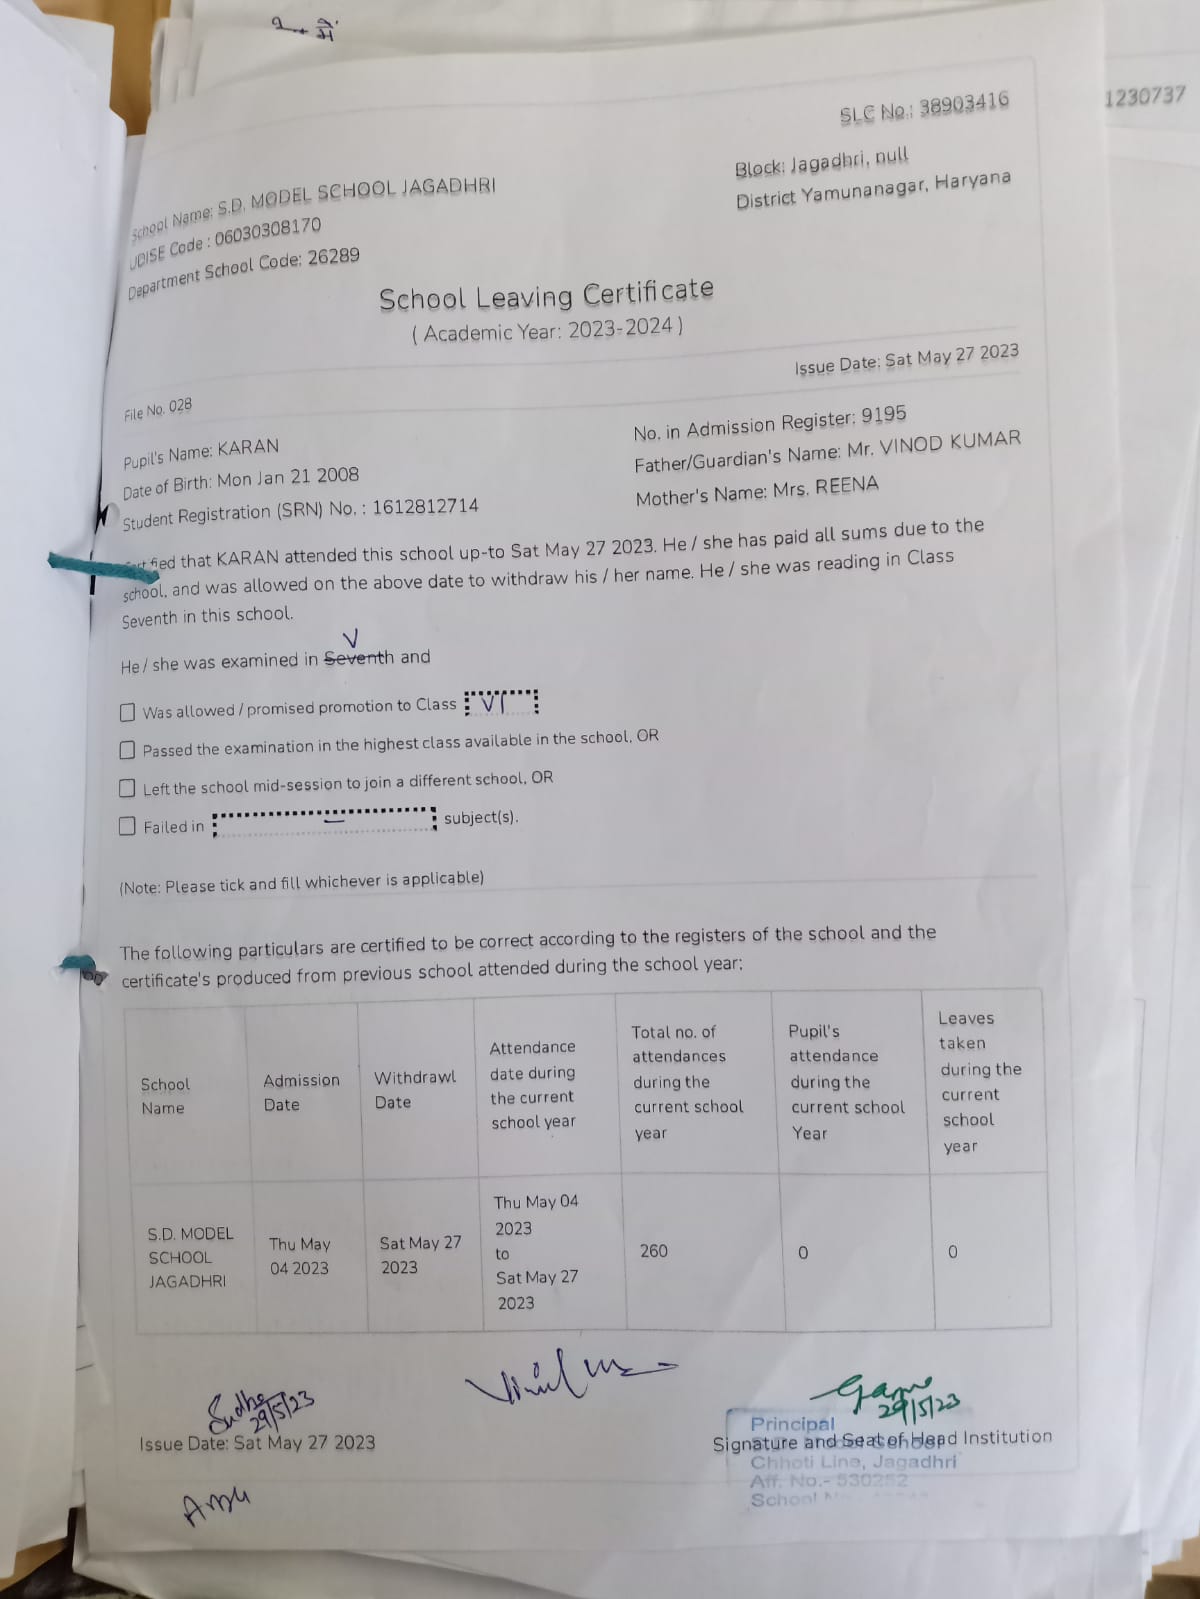 1230737
SLC No.: 38903416
School Name: S.D. MODEL SCHOOL JAGADHRI
UDISE Code : 06030308170
Department School Code: 26289
Block: Jagadhri, null
District Yamunanagar, Haryana
School Leaving Certificate
( Academic Year: 2023-2024 )
Issue Date: Sat May 27 2023
File No. 028
Pupil's Name: KARAN
Date of Birth: Mon Jan 21 2008
Student Registration (SRN) No. : 1612812714
No. in Admission Register: 9195
Father/Guardian's Name: Mr. VINOD KUMAR
Mother's Name: Mrs. REENA
Certified that KARAN attended this school up-to Sat May 27 2023. He / she has paid all sums due to the
school, and was allowed on the above date to withdraw his / her name. He / she was reading in Class
Seventh in this school.
V
He / she was examined in Seventh and
Was allowed / promised promotion to Class VI
Passed the examination in the highest class available in the school, OR
Left the school mid-session to join a different school, OR
Failed in – subject(s).
(Note: Please tick and fill whichever is applicable)
The following particulars are certified to be correct according to the registers of the school and the
certificate's produced from previous school attended during the school year:
School
Name
Admission
Date
Withdrawl
Date
Attendance
date during
the current
school year
Total no. of
attendances
during the
current school
year
Pupil's
attendance
during the
current school
Year
Leaves
taken
during the
current
school
year
S.D. MODEL
SCHOOL
JAGADHRI
Thu May
04 2023
Sat May 27
2023
Thu May 04
2023
to
Sat May 27
2023
260
0
0
29/5/23
Issue Date: Sat May 27 2023
29/5/23
Principal
Signature and Seal of Head Institution
Chhoti Line, Jagadhri
Aff. No.- 530252
School